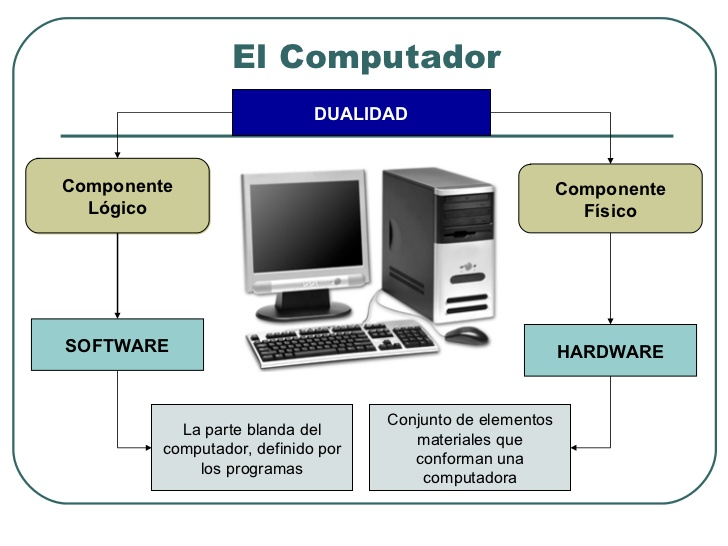 El Computador
DUALIDAD
Componente
Lógico
Componente
Físico
SOFTWARE
HARDWARE
La parte blanda del
computador, definido por
los programas
Conjunto de elementos
materiales que
conforman una
computadora